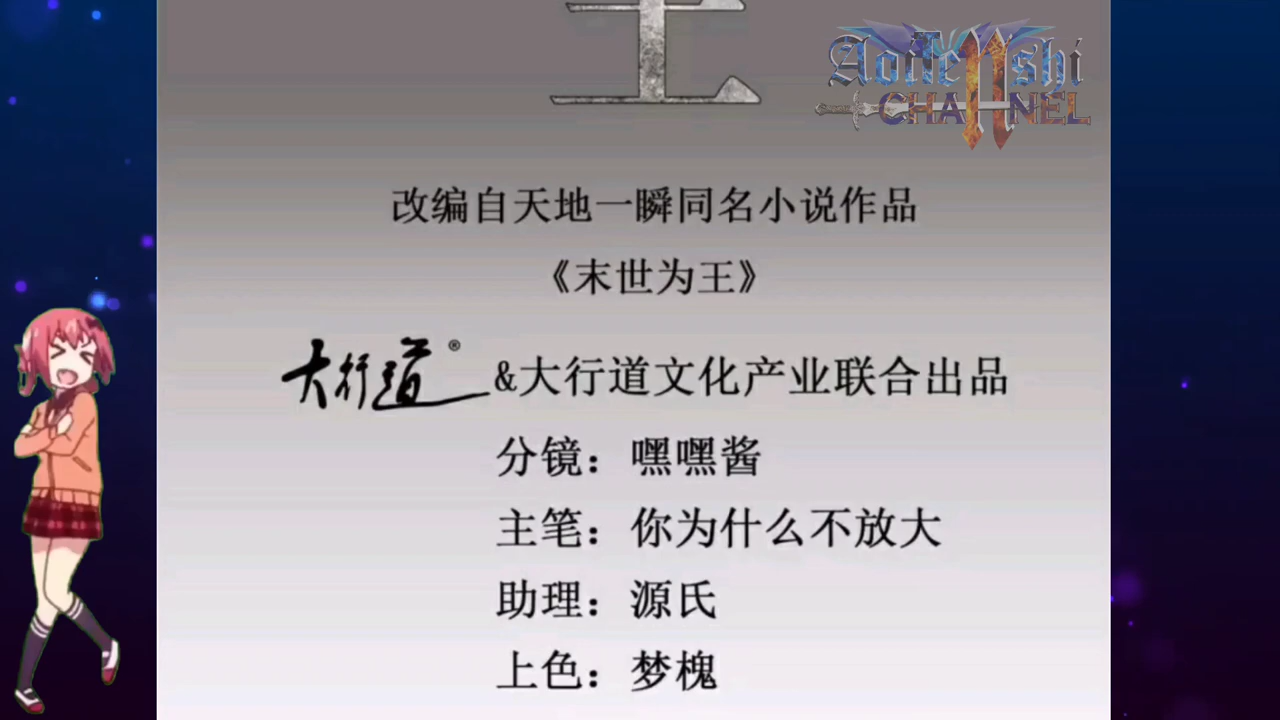 王
Aoitenshi
CHANNEL
改编自天地一瞬同名小说作品
《末世为王》
大行道® &大行道文化产业联合出品
分镜：嘿嘿酱
主笔：你为什么不放大
助理：源氏
上色：梦槐